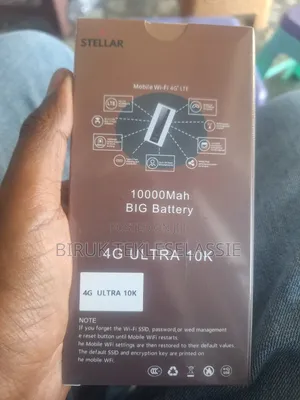 STELLAR
Mobile Wi-Fi 4G LTE
LTE
10000Mah
BIG Battery
BIRUK TEKLESELASSIE
4G ULTRA 10K
4G ULTRA 10K
NOTE
If you forget the Wi-Fi SSID, password,or wed management
e reset button until Mobile WiFi restarts
he Mobile WiFi settings are then restored to their default values.
The default SSID and encryption key are printed on
he mobile WiFi.